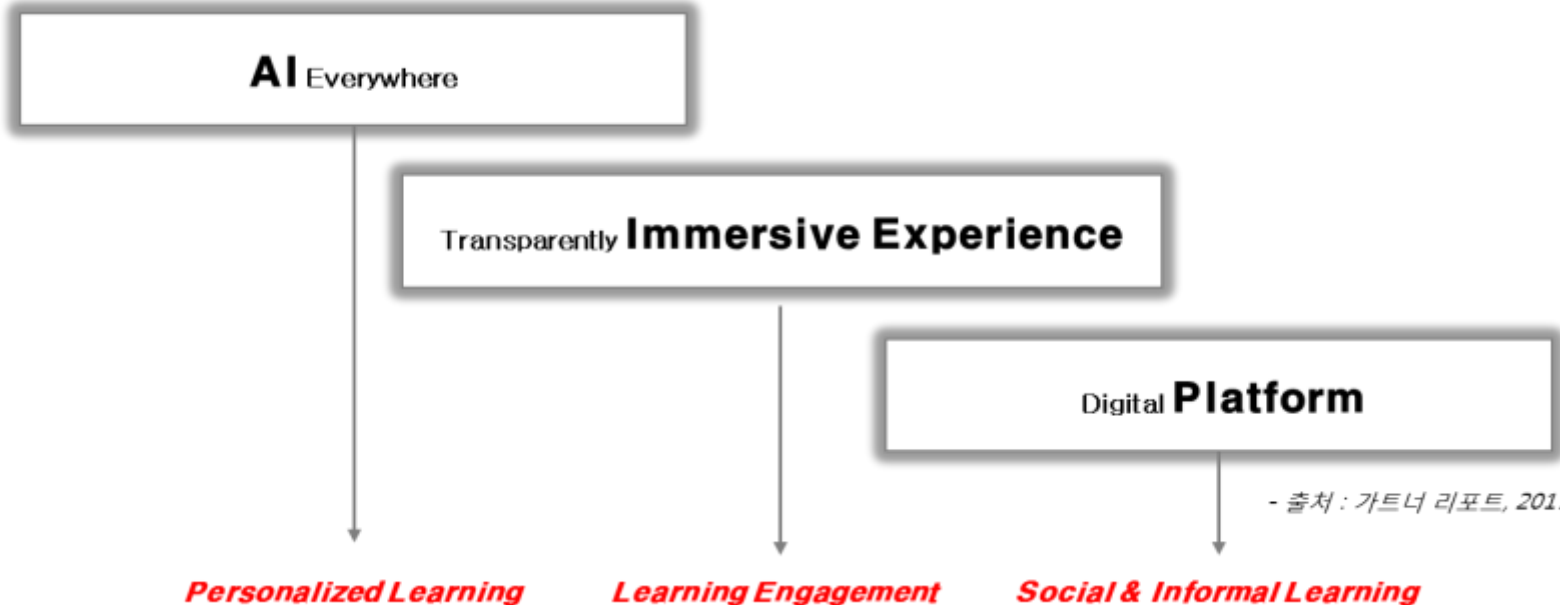 AI Everywhere
Transparently Immersive Experience
Digital Platform
- 출처 : 가트너 리포트,
Personalized Learning
Learning Engagement
Social & Informal Learning